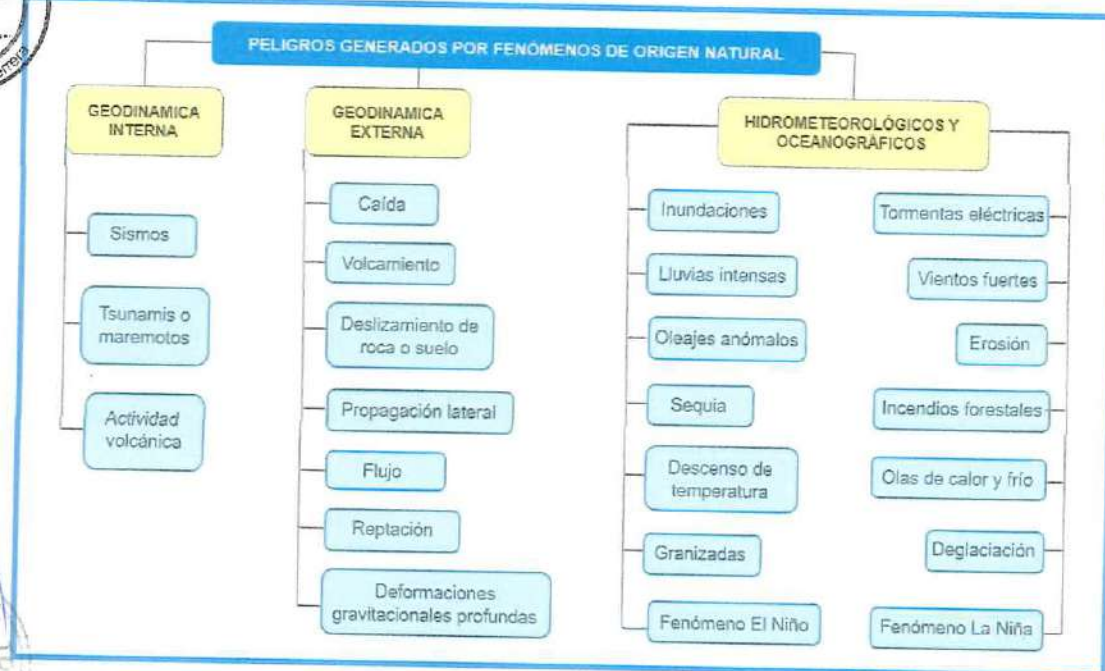 PELIGROS GENERADOS POR FENÓMENOS DE ORIGEN NATURAL
GEODINAMICA
INTERNA
Sismos
Tsunamis o
maremotos
Actividad
volcánica
GEODINAMICA
EXTERNA
Caída
Volcamiento
Deslizamiento de
roca o suelo
Propagación lateral
Flujo
Reptación
Deformaciones
gravitacionales profundas
HIDROMETEOROLÓGICOS Y
OCEANOGRÁFICOS
Inundaciones
Lluvias intensas
Oleajes anómalos
Sequia
Descenso de
temperatura
Granizadas
Fenómeno El Niño
Tormentas eléctricas
Vientos fuertes
Erosión
Incendios forestales
Olas de calor y frío
Deglaciación
Fenómeno La Niña